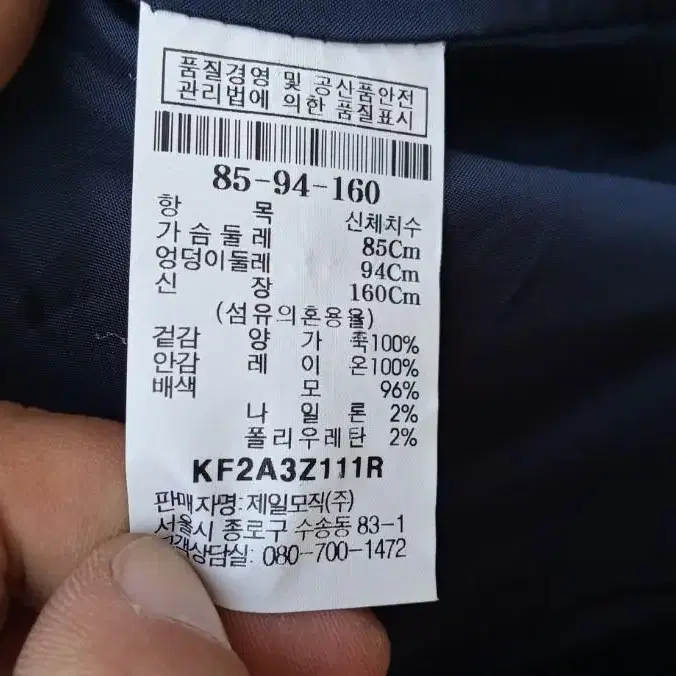 품질경영 및 공산품안전
관리법에 의한 품질표시
85-94-160
항 목 신체치수
가슴둘레 85Cm
엉덩이둘레 94Cm
신 장 160Cm
(섬유의혼용율)
겉감 양 가 죽100%
안감 레 이 온100%
배색 모 96%
나 일 론 2%
폴리우레탄 2%
KF2A3Z111R
판매자명: 제일모직(주)
서울시 종로구 수송동 83-1
고객상담실: 080-700-1472